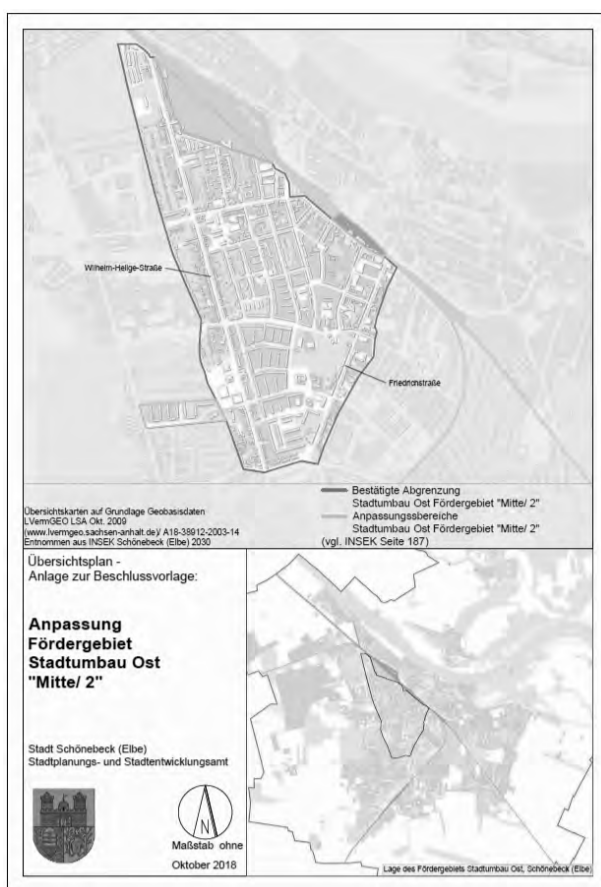 Wilhelm-Hellge-Straße
Friedrichstraße
Übersichtskarten auf Grundlage Geobasisdaten
LVermGEO LSA Okt. 2009
(www.lvermgeo.sachsen-anhalt.de)/ A18-38912-2003-14
Entnommen aus INSEK Schönebeck (Elbe) 2030
Bestätigte Abgrenzung
Stadtumbau Ost Fördergebiet "Mitte/ 2"
Anpassungsbereiche
Stadtumbau Ost Fördergebiet "Mitte/ 2"
(vgl. INSEK Seite 187)
Übersichtsplan -
Anlage zur Beschlussvorlage:
Anpassung
Fördergebiet
Stadtumbau Ost
"Mitte/ 2"
Stadt Schönebeck (Elbe)
Stadtplanungs- und Stadtentwicklungsamt
N
Maßstab ohne
Oktober 2018
Lage des Fördergebiets Stadtumbau Ost, Schönebeck (Elbe)